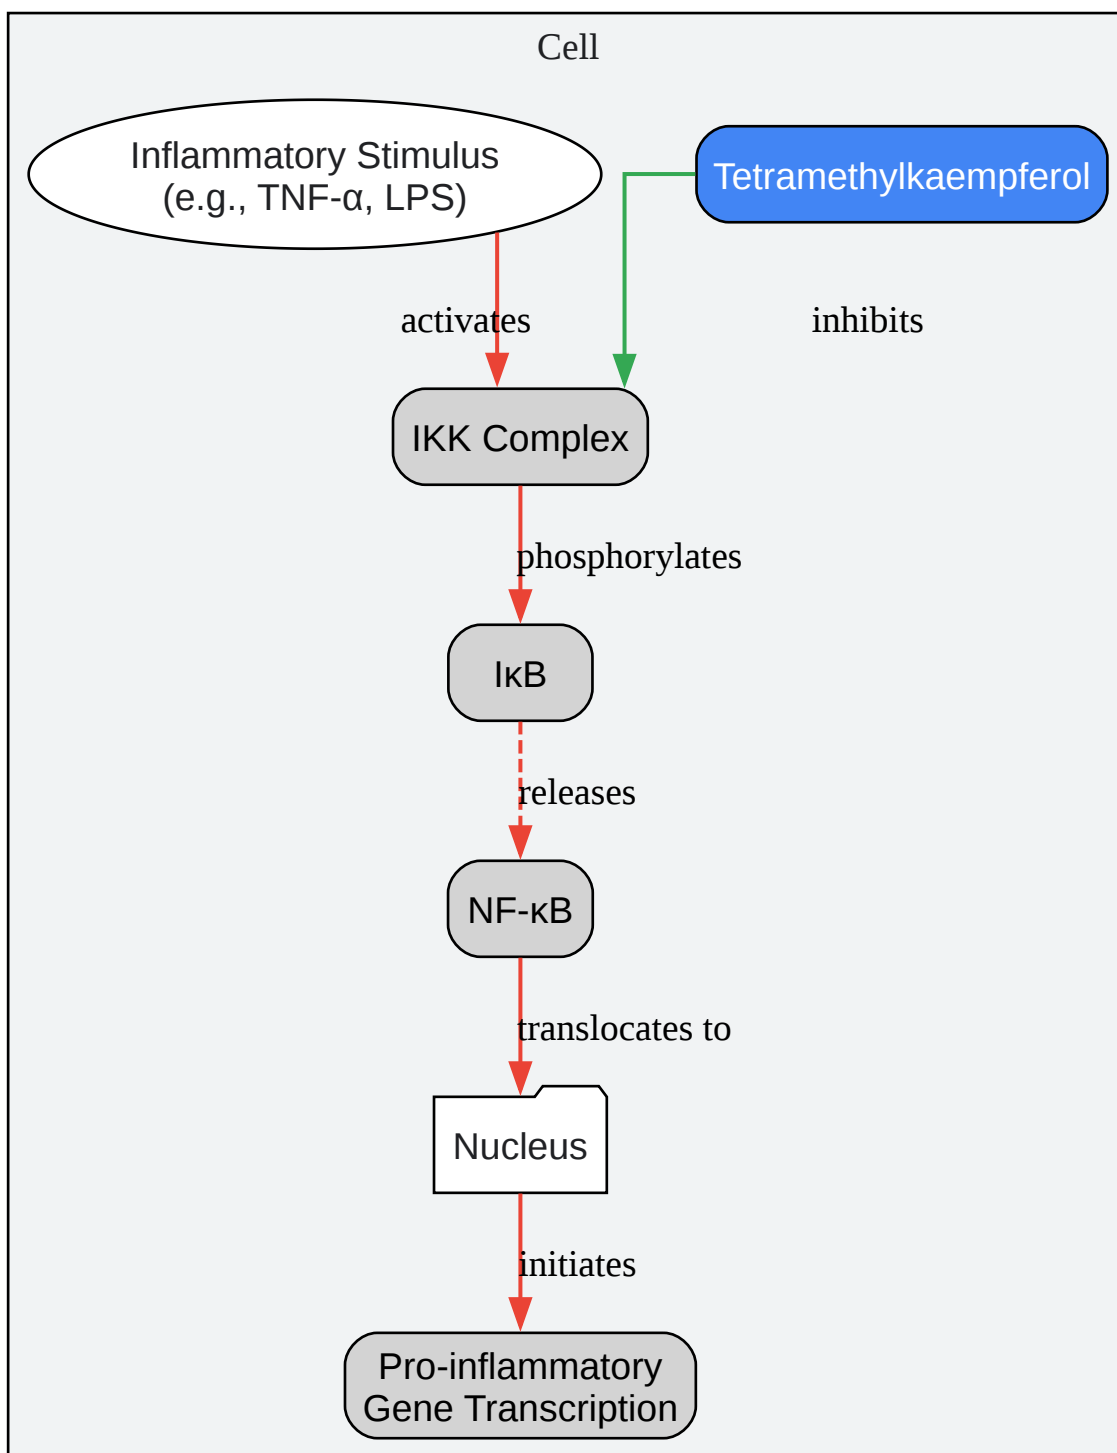 Cell
Inflammatory Stimulus
(e.g., TNF-α, LPS)
Tetramethylkaempferol
activates
inhibits
IKK Complex
phosphorylates
IκB
releases
NF-κB
translocates to
Nucleus
initiates
Pro-inflammatory
Gene Transcription